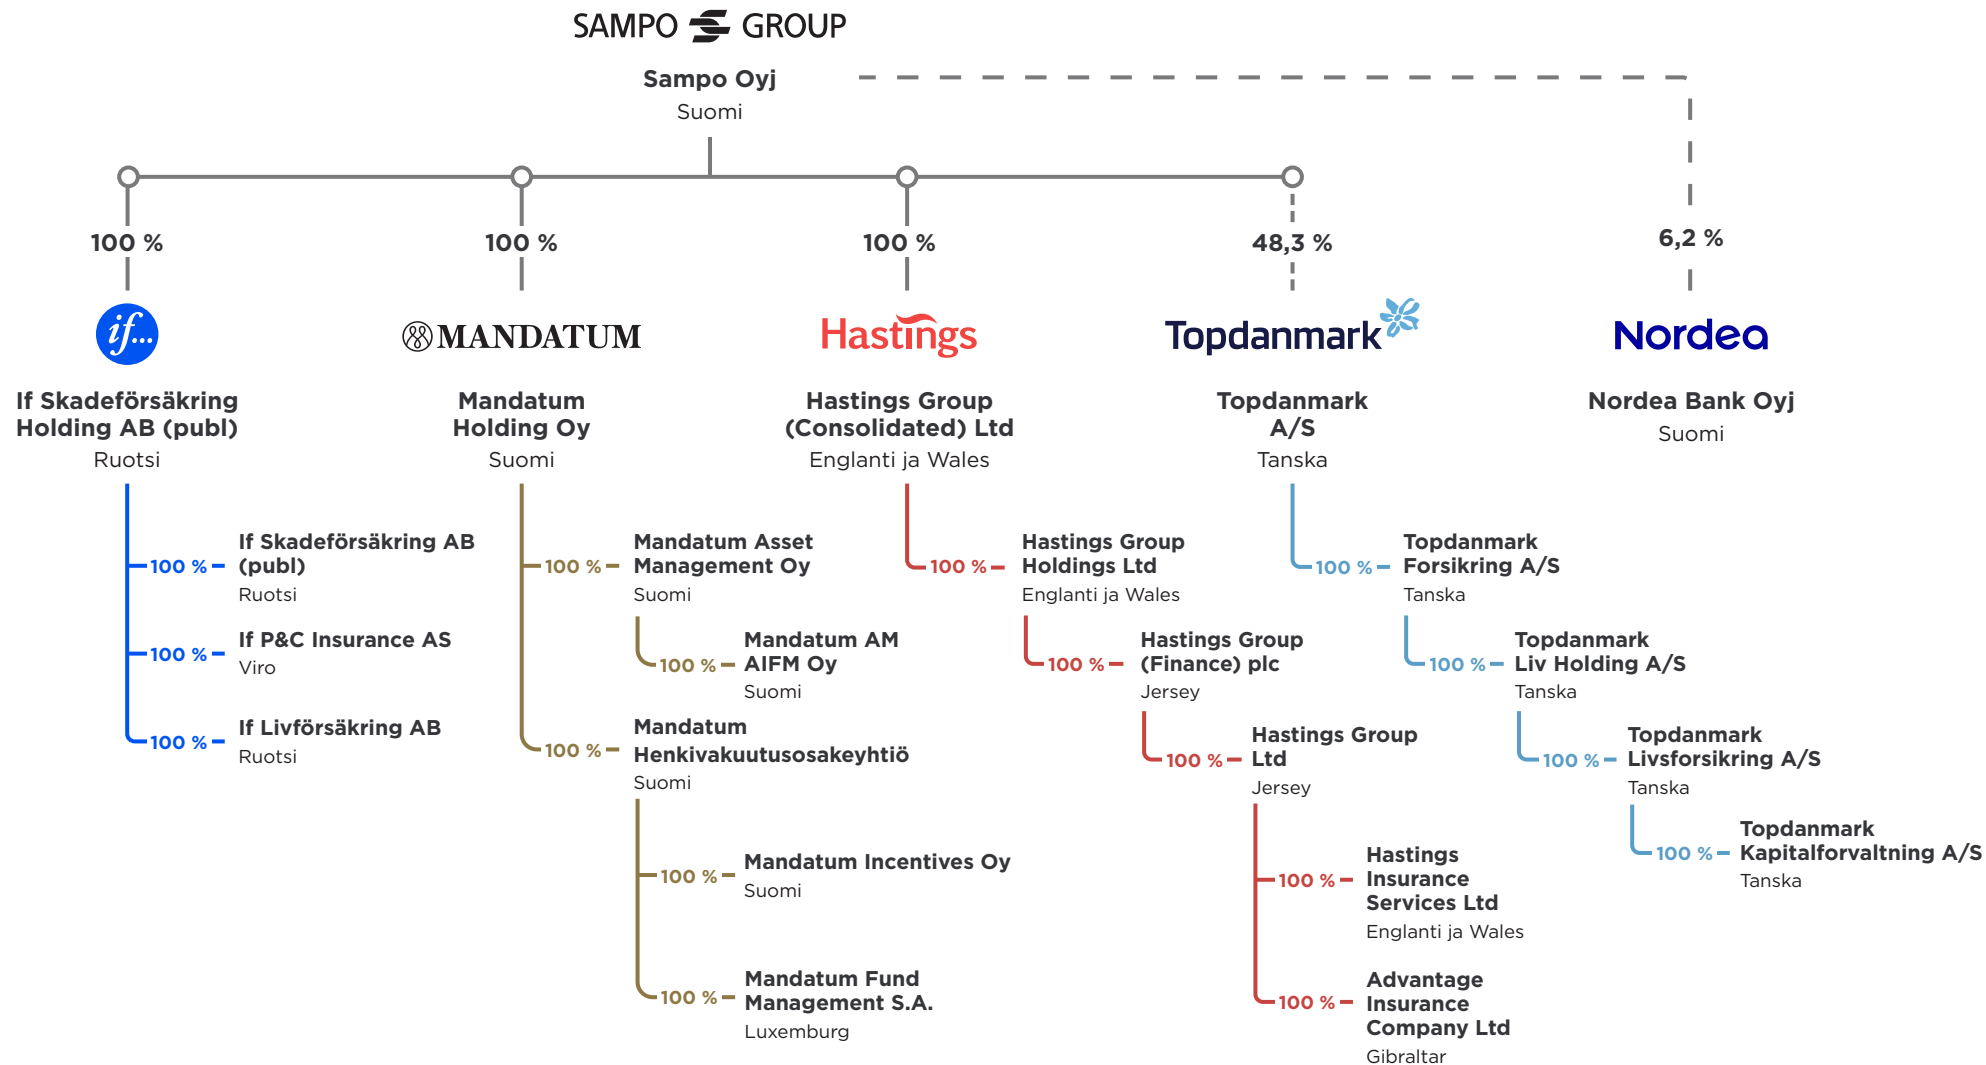 SAMPO GROUP
Sampo Oyj
Suomi
100 %
100 %
100 %
48,3 %
6,2 %
if...
MANDATUM
Hastings
Topdanmark
Nordea
If Skadeförsäkring
Holding AB (publ)
Ruotsi
100 %
If Skadeförsäkring AB
(publ)
Ruotsi
100 %
If P&C Insurance AS
Viro
100 %
If Livförsäkring AB
Ruotsi
Mandatum
Holding Oy
Suomi
100 %
Mandatum Asset
Management Oy
Suomi
100 %
Mandatum AM
AIFM Oy
Suomi
100 %
Mandatum
Henkivakuutusosakeyhtiö
Suomi
100 %
Mandatum Incentives Oy
Suomi
100 %
Mandatum Fund
Management S.A.
Luxemburg
Hastings Group
(Consolidated) Ltd
Englanti ja Wales
100 %
Hastings Group
Holdings Ltd
Englanti ja Wales
100 %
Hastings Group
(Finance) plc
Jersey
100 %
Hastings Group
Ltd
Jersey
100 %
Hastings
Insurance
Services Ltd
Englanti ja Wales
100 %
Advantage
Insurance
Company Ltd
Gibraltar
Topdanmark
A/S
Tanska
100 %
Topdanmark
Forsikring A/S
Tanska
100 %
Topdanmark
Liv Holding A/S
Tanska
100 %
Topdanmark
Livsforsikring A/S
Tanska
100 %
Topdanmark
Kapitalforvaltning A/S
Tanska
Nordea Bank Oyj
Suomi